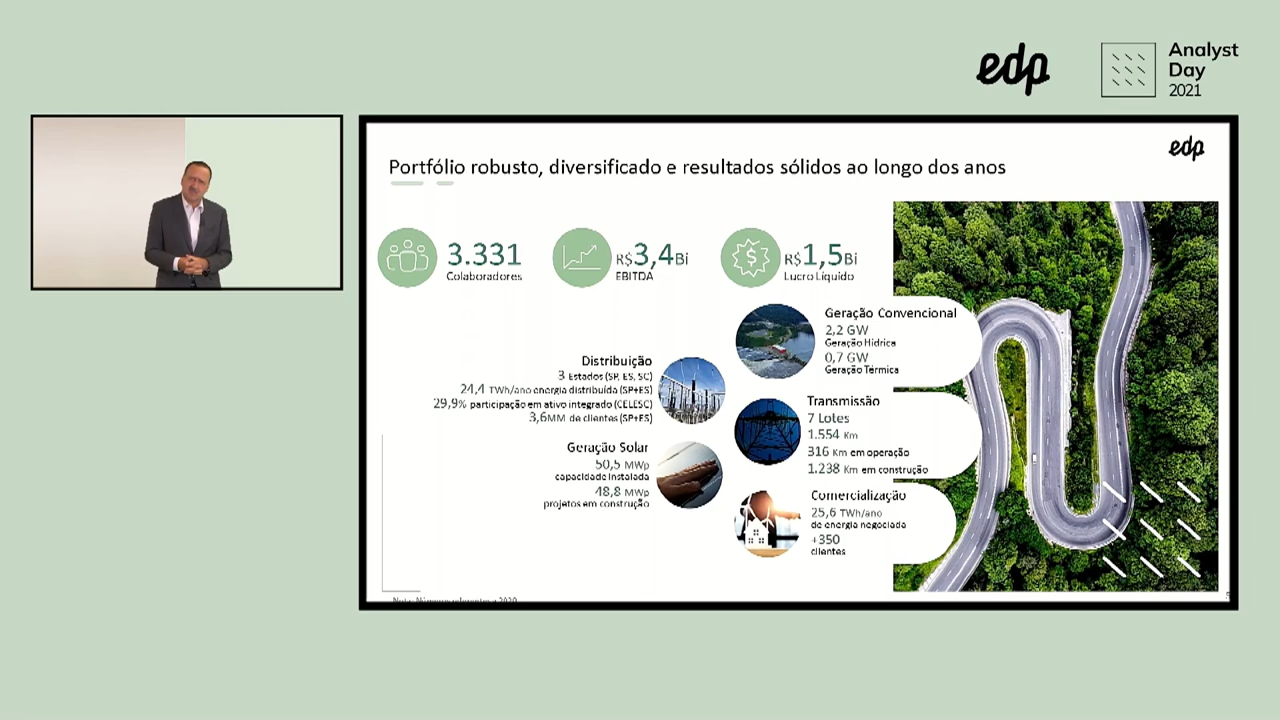 edp
Analyst
Day
2021
edp
Portfólio robusto, diversificado e resultados sólidos ao longo dos anos
3.331
Colaboradores
R$3,4Bi
EBITDA
R$1,5Bi
Lucro Líquido
Geração Convencional
2,2 GW
Geração Hídrica
0,7 GW
Geração Térmica
Distribuição
3 Estados (SP, ES, SC)
24,4 TWh/ano energia distribuída (SP+ES)
29,9% participação em ativo integrado (CELESC)
3,6MM de clientes (SP+ES)
Transmissão
7 Lotes
1.554 Km
316 Km em operação
1.238 Km em construção
Geração Solar
50,5 MWp
capacidade instalada
48,8 MWp
projetos em construção
Comercialização
25,6 TWh/ano
de energia negociada
+350
clientes
Nota: Números referentes a 2020